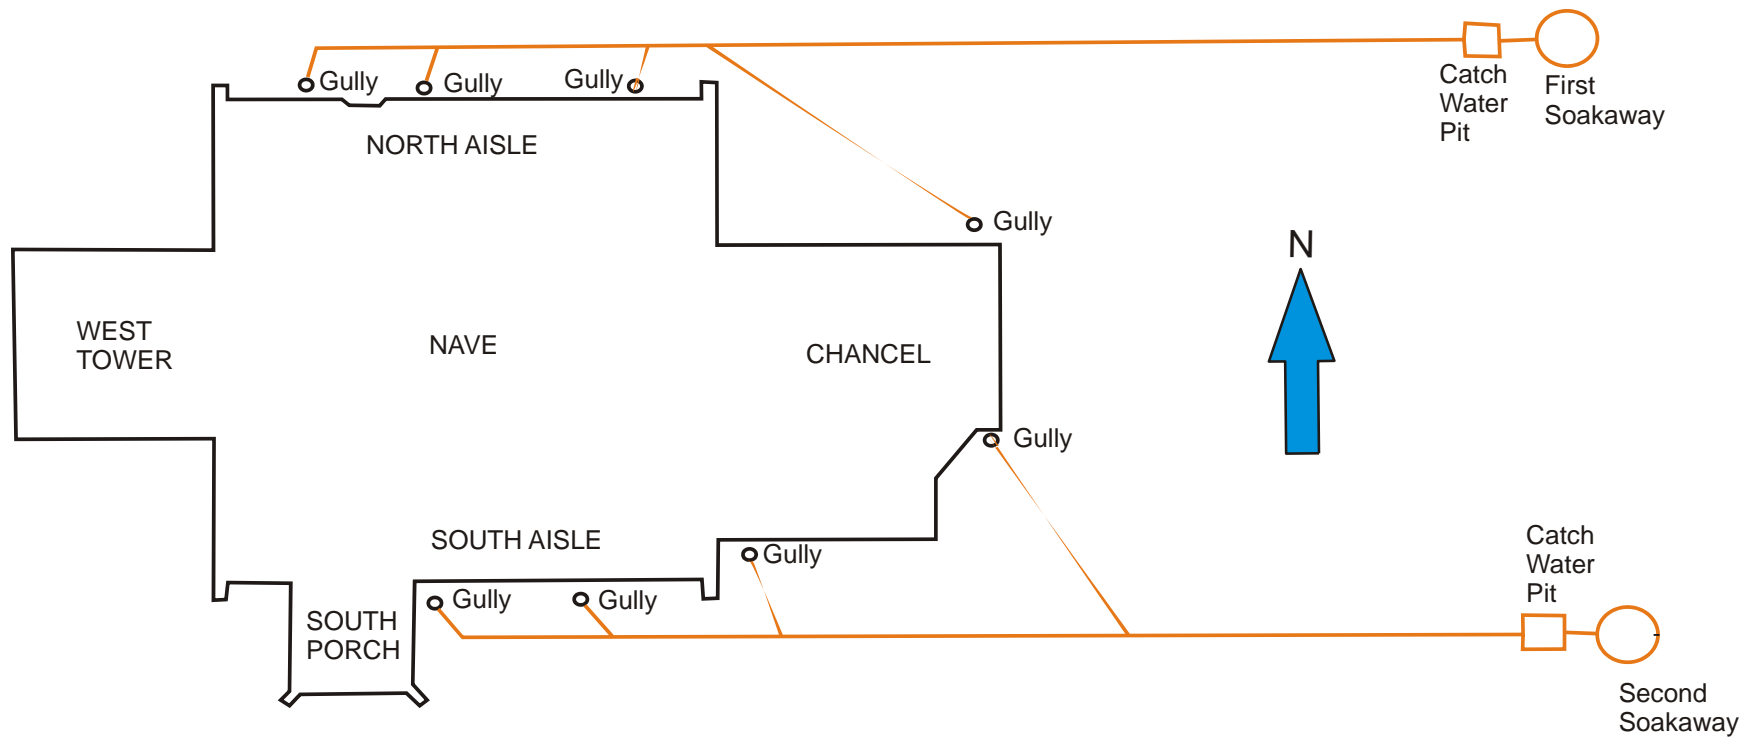 Gully
Gully
Gully
Catch
Water
Pit
First
Soakaway
NORTH AISLE
Gully
N
WEST
TOWER
NAVE
CHANCEL
Gully
SOUTH AISLE
Gully
Catch
Water
Pit
Gully
Gully
SOUTH
PORCH
Second
Soakaway